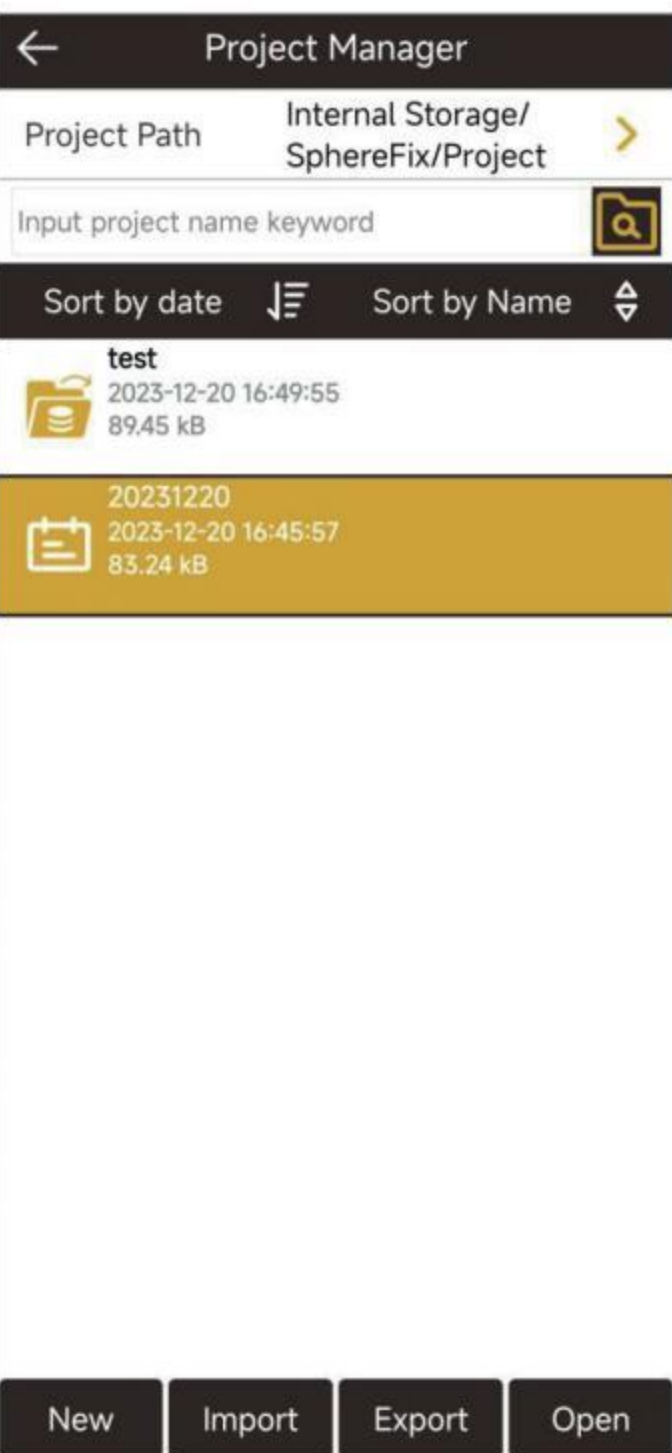 Project Manager
Project Path
Internal Storage/
SphereFix/Project
Input project name keyword
Sort by date
Sort by Name
test
2023-12-20 16:49:55
89.45 kB
20231220
2023-12-20 16:45:57
83.24 kB
New
Import
Export
Open